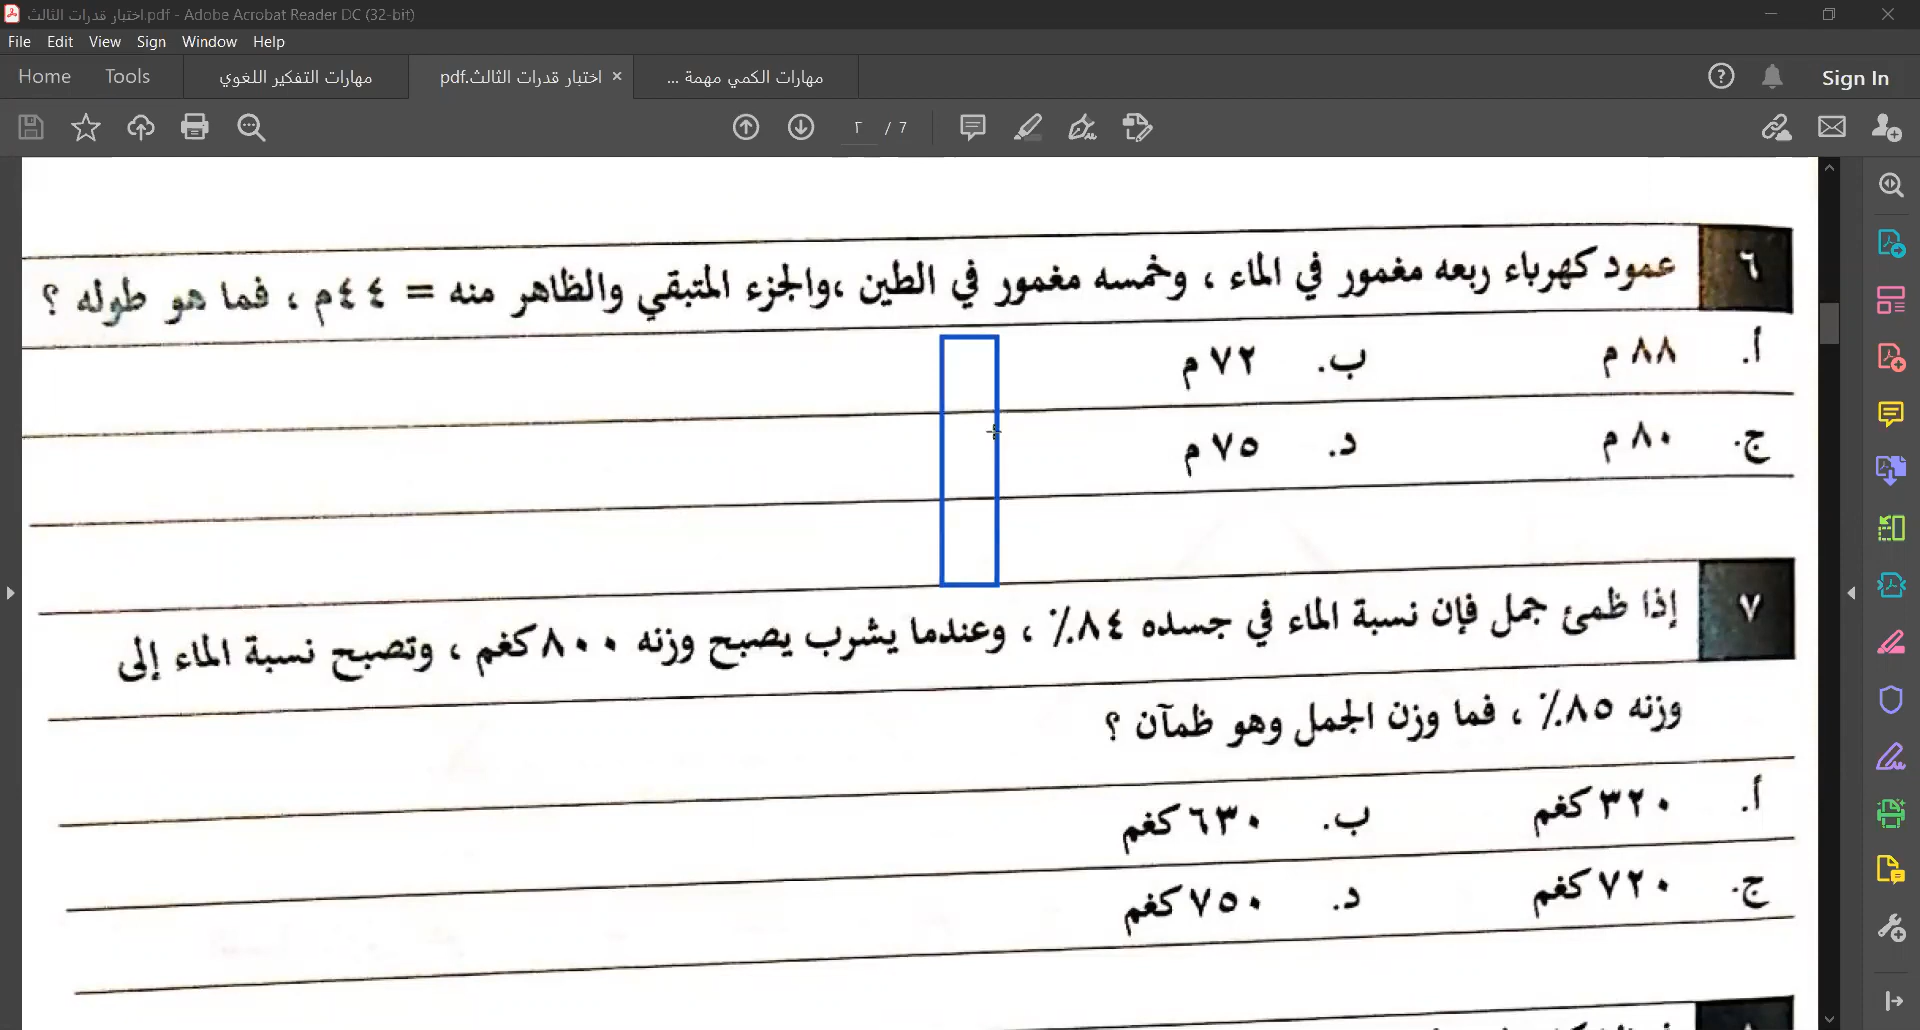 اختبار قدرات الثالث.pdf - Adobe Acrobat Reader DC (32-bit)
File Edit View Sign Window Help
Home Tools مهارات التفكير اللغوي اختبار قدرات الثالث.pdf × مهارات الكمي مهمة ... Sign In
٢ / 7
٦ عمود كهرباء ربعه مغمور في الماء ، وخمسه مغمور في الطين ،والجزء المتبقي والظاهر منه = ٤٤م ، فما هو طوله ؟
أ. ٨٨ م ب. ٧٢ م
ج. ٨٠ م د. ٧٥ م
٧ إذا ظمئ جمل فإن نسبة الماء في جسده ٨٤٪ ، وعندما يشرب يصبح وزنه ٨٠٠كغم ، وتصبح نسبة الماء إلى
وزنه ٨٥٪ ، فما وزن الجمل وهو ظمآن ؟
أ. ٣٢٠ كغم ب. ٦٣٠ كغم
ج. ٧٢٠ كغم د. ٧٥٠ كغم